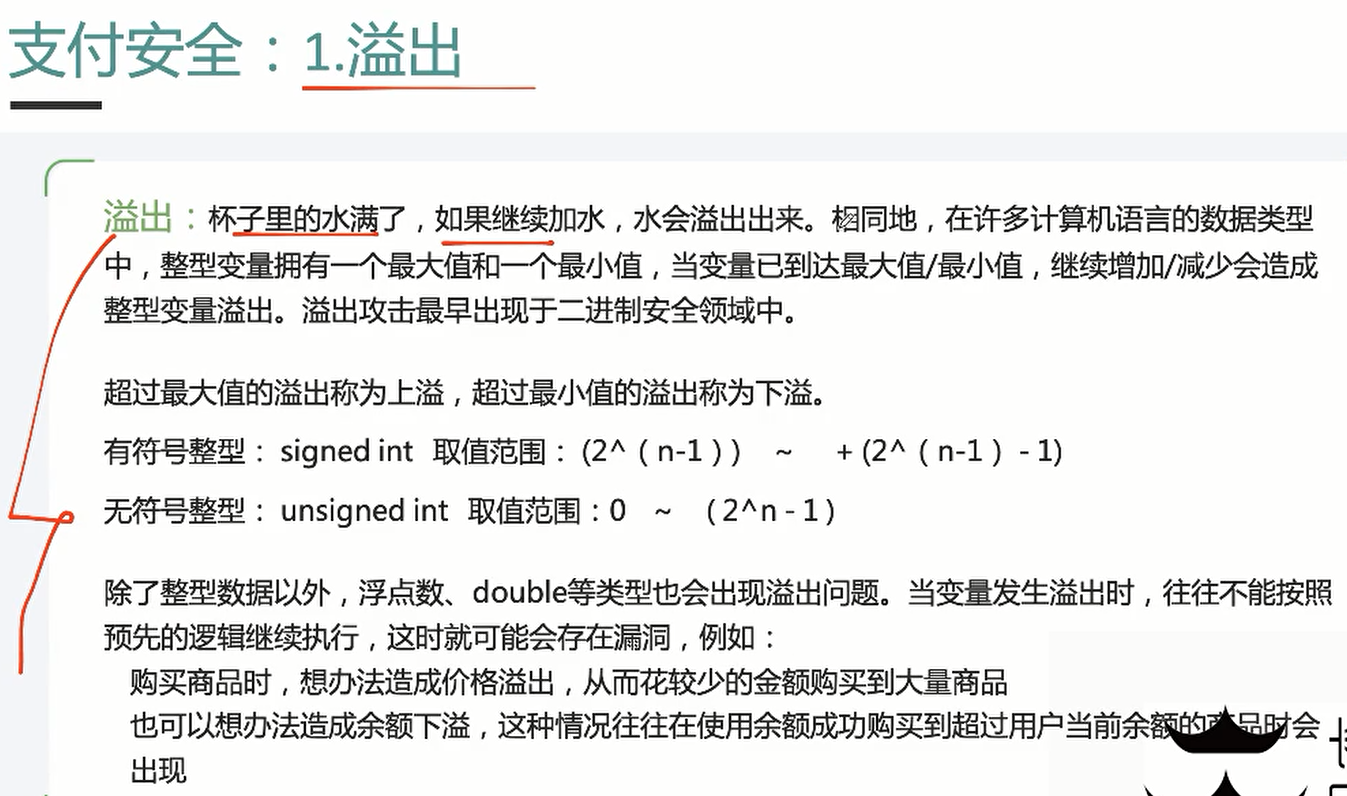 支付安全：1.溢出
溢出：杯子里的水满了，如果继续加水，水会溢出出来。相同地，在许多计算机语言的数据类型
中，整型变量拥有一个最大值和一个最小值，当变量已到达最大值/最小值，继续增加/减少会造成
整型变量溢出。溢出攻击最早出现于二进制安全领域中。
超过最大值的溢出称为上溢，超过最小值的溢出称为下溢。
有符号整型： signed int 取值范围： (2^（n-1）) ~ + (2^（n-1）- 1)
无符号整型： unsigned int 取值范围：0 ~ （2^n - 1）
除了整型数据以外，浮点数、double等类型也会出现溢出问题。当变量发生溢出时，往往不能按照
预先的逻辑继续执行，这时就可能会存在漏洞，例如：
购买商品时，想办法造成价格溢出，从而花较少的金额购买到大量商品
也可以想办法造成余额下溢，这种情况往往在使用余额成功购买到超过用户当前余额的商品时会
出现